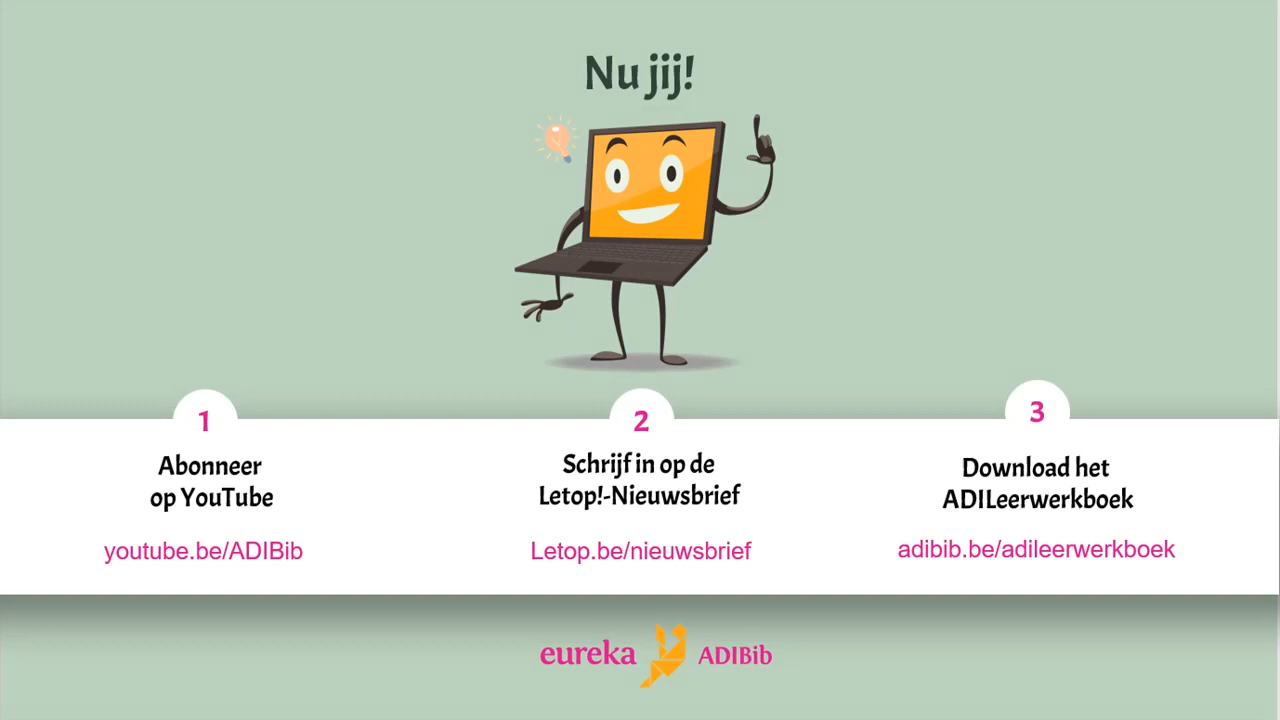 Nu jij!
1
Abonneer
op YouTube
youtube.be/ADIBib
2
Schrijf in op de
Letop!-Nieuwsbrief
Letop.be/nieuwsbrief
3
Download het
ADILeerwerkboek
adibib.be/adileerwerkboek
eureka ADIBib